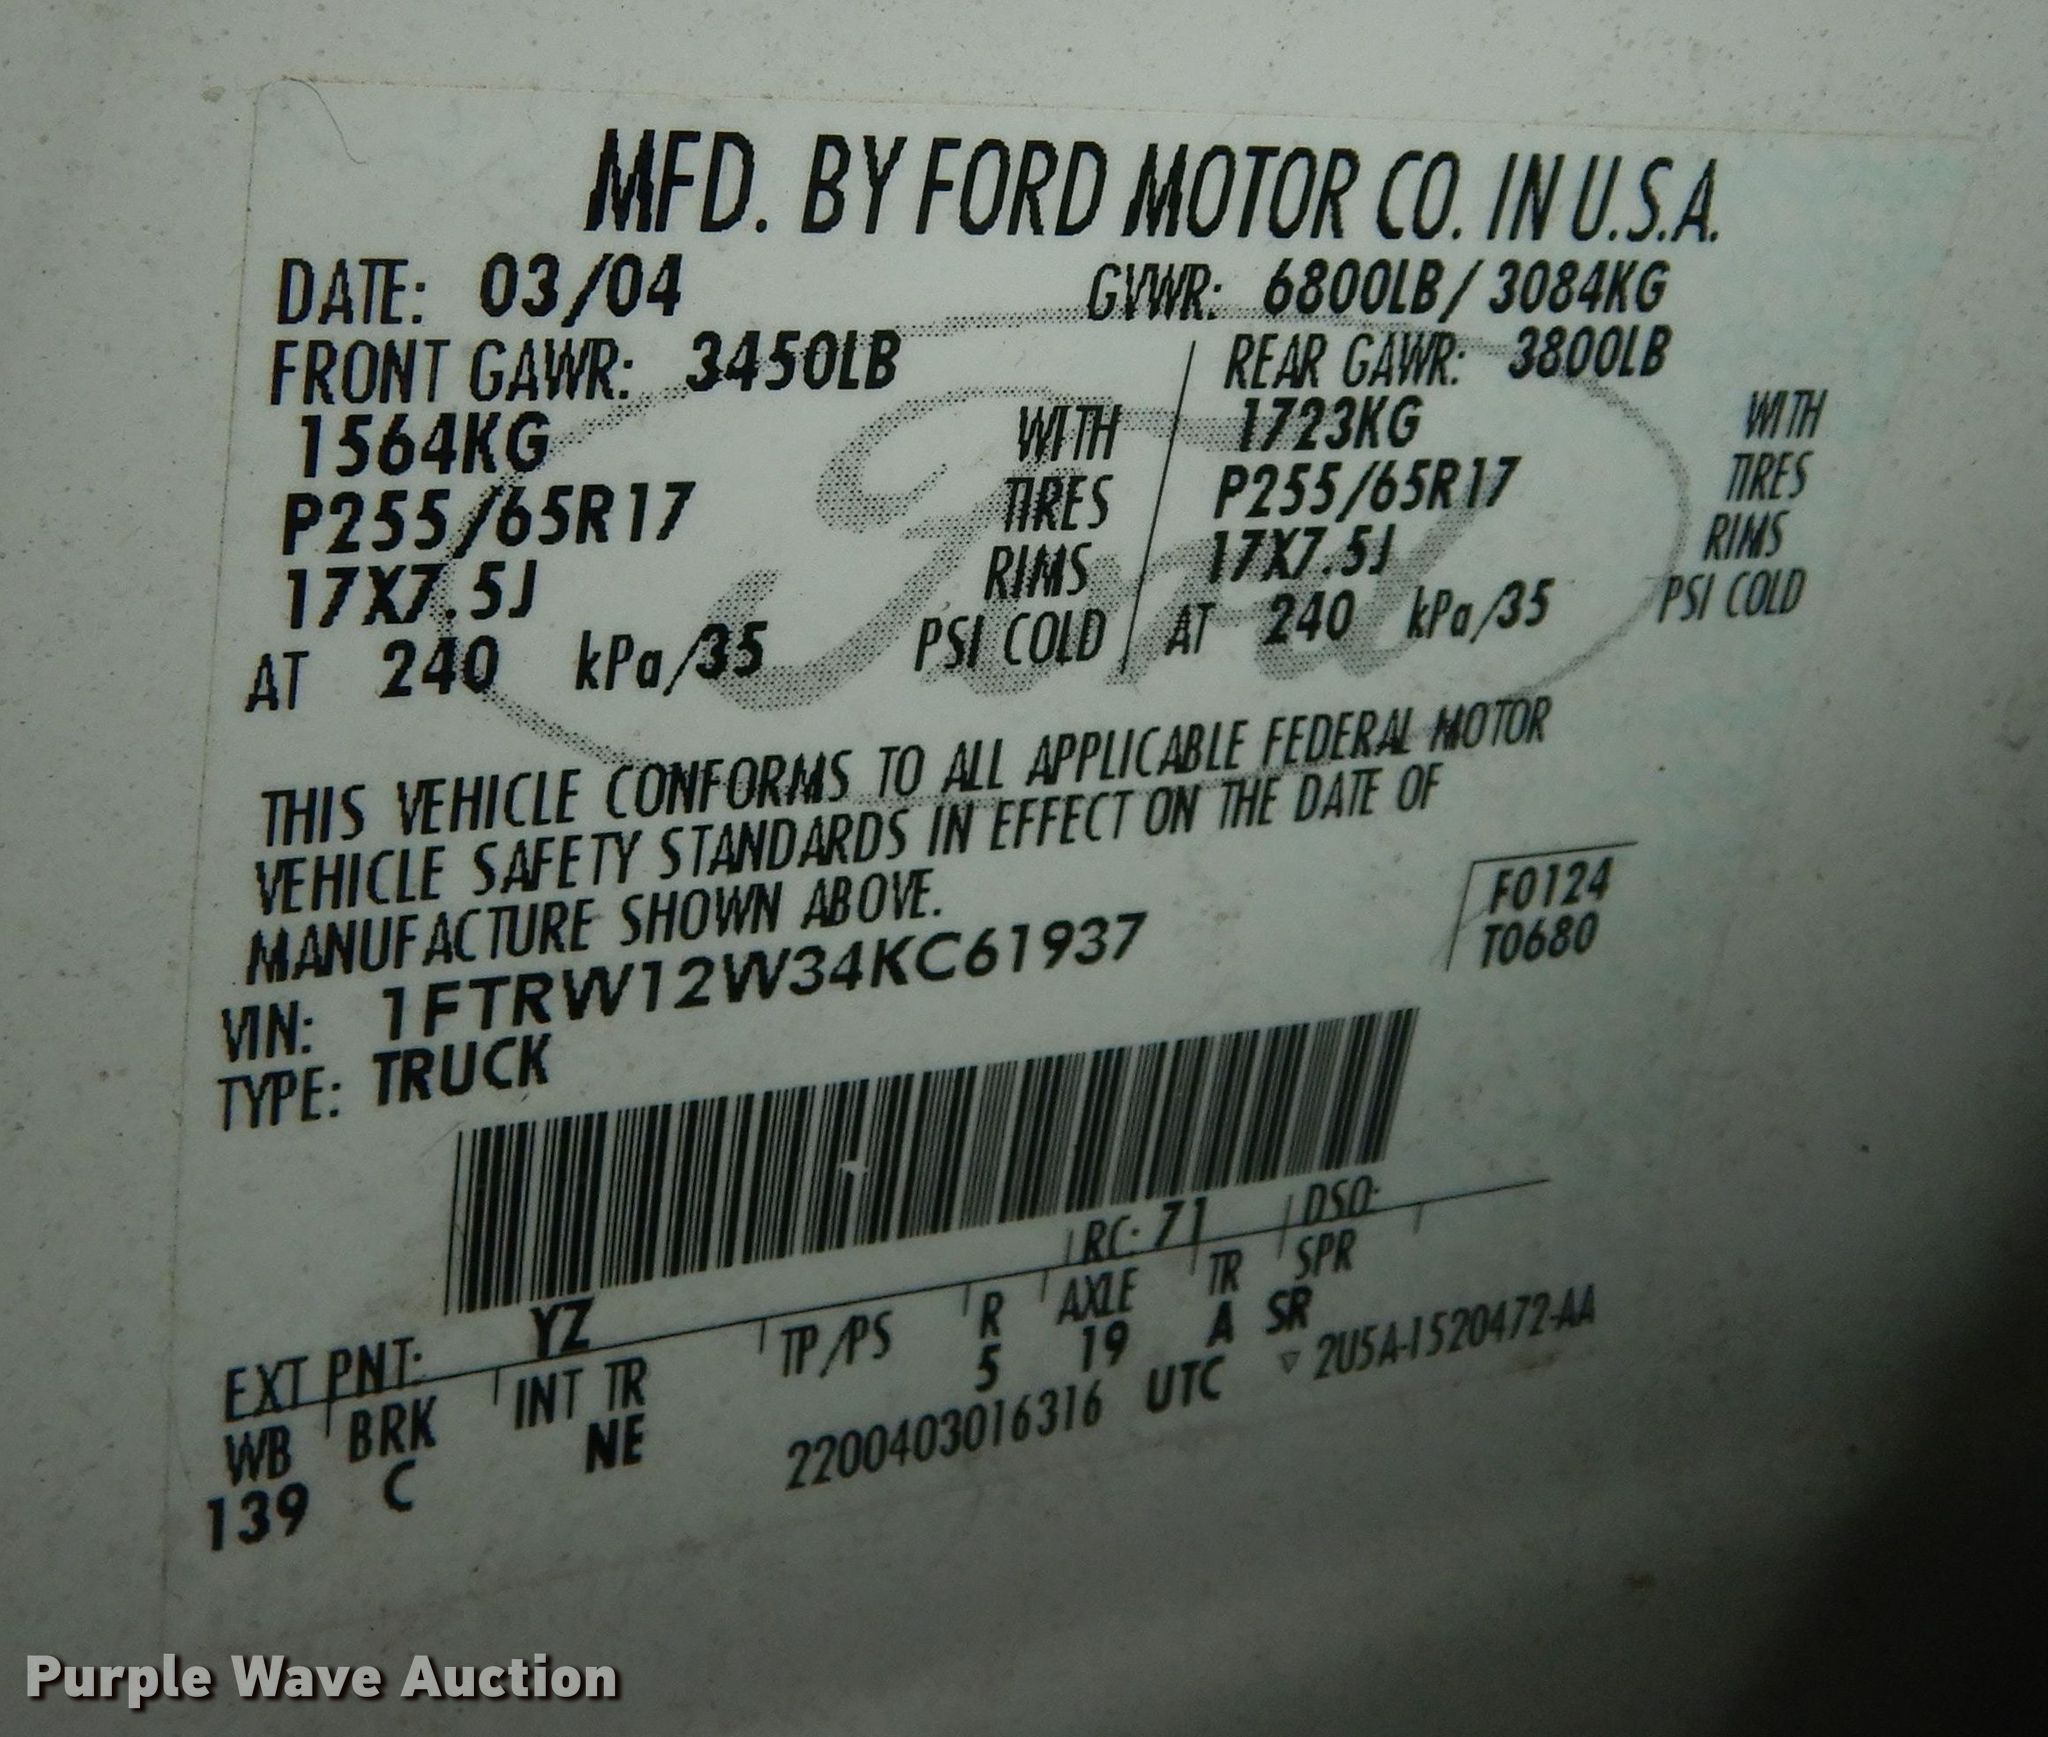 MFD. BY FORD MOTOR CO. IN U.S.A.
DATE: 03/04 GVWR: 6800LB/ 3084KG
FRONT GAWR: 3450LB REAR GAWR: 3800LB
1564KG WITH 1723KG WITH
P255/65R17 TIRES P255/65R17 TIRES
17X7.5J RIMS 17X7.5J RIMS
AT 240 kPa/35 PSI COLD AT 240 kPa/35 PSI COLD
Ford
THIS VEHICLE CONFORMS TO ALL APPLICABLE FEDERAL MOTOR
VEHICLE SAFETY STANDARDS IN EFFECT ON THE DATE OF
MANUFACTURE SHOWN ABOVE.
F0124
T0680
VIN: 1FTRW12W34KC61937
TYPE: TRUCK
EXT PNT: YZ RC: 71 DSO:
WB BRK INT TR TP/PS R AXLE TR SPR
139 C NE 5 19 A SR
2200403016316 UTC ▽ 2U5A-1520472-AA
Purple Wave Auction